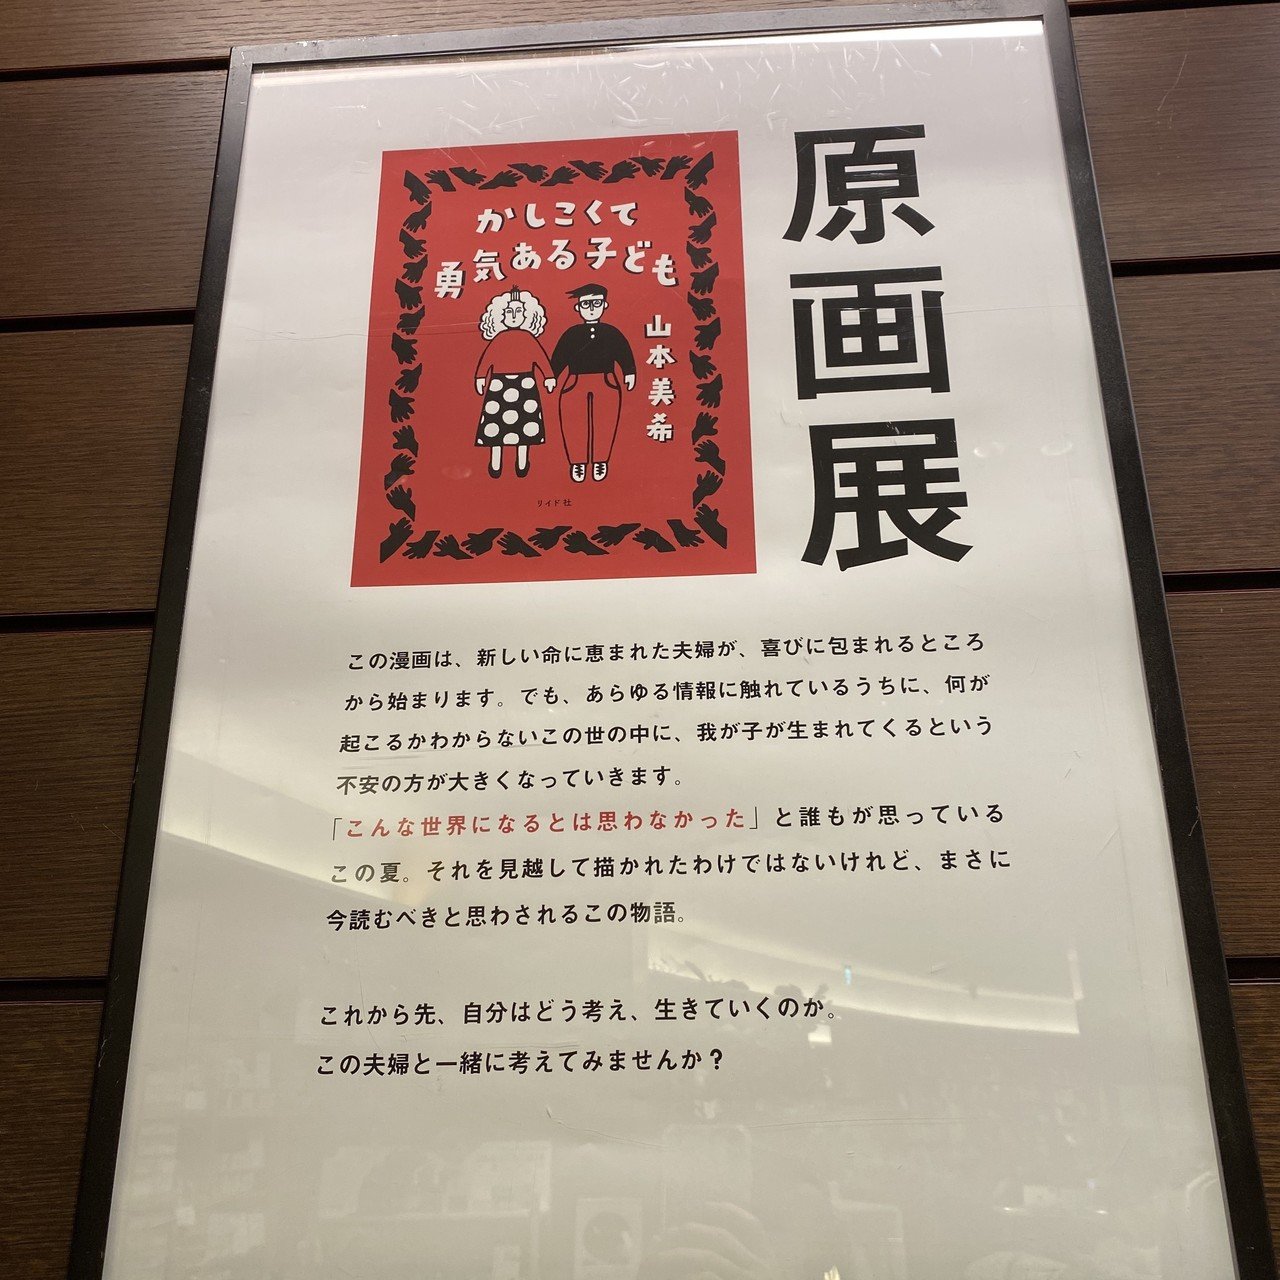 原画展
かしこくて
勇気ある子ども
山本美希
リイド社
この漫画は、新しい命に恵まれた夫婦が、喜びに包まれるところ
から始まります。でも、あらゆる情報に触れているうちに、何が
起こるかわからないこの世の中に、我が子が生まれてくるという
不安の方が大きくなっていきます。
「こんな世界になるとは思わなかった」と誰もが思っている
この夏。それを見越して描かれたわけではないけれど、まさに
今読むべきと思わされるこの物語。
これから先、自分はどう考え、生きていくのか。
この夫婦と一緒に考えてみませんか？